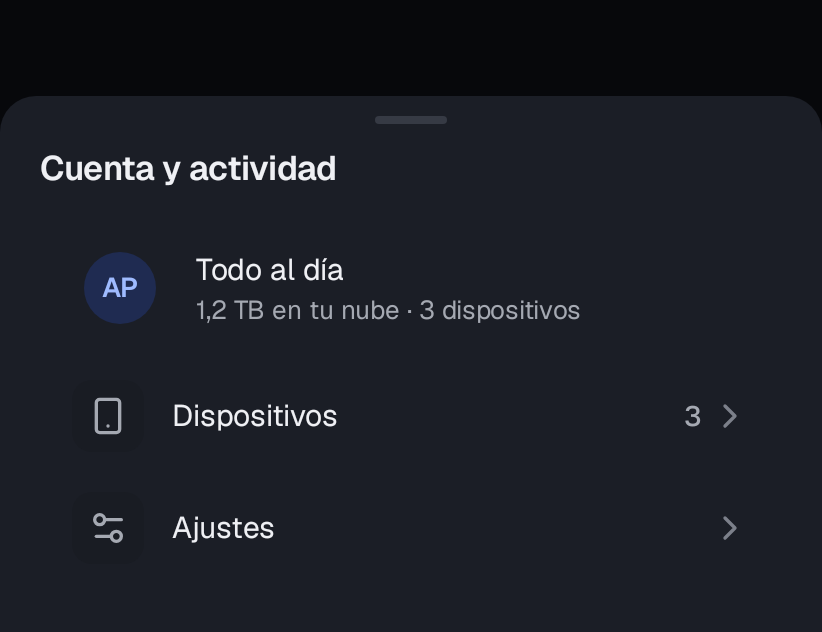 Cuenta y actividad
AP
Todo al día
1,2 TB en tu nube · 3 dispositivos
Dispositivos 3
Ajustes